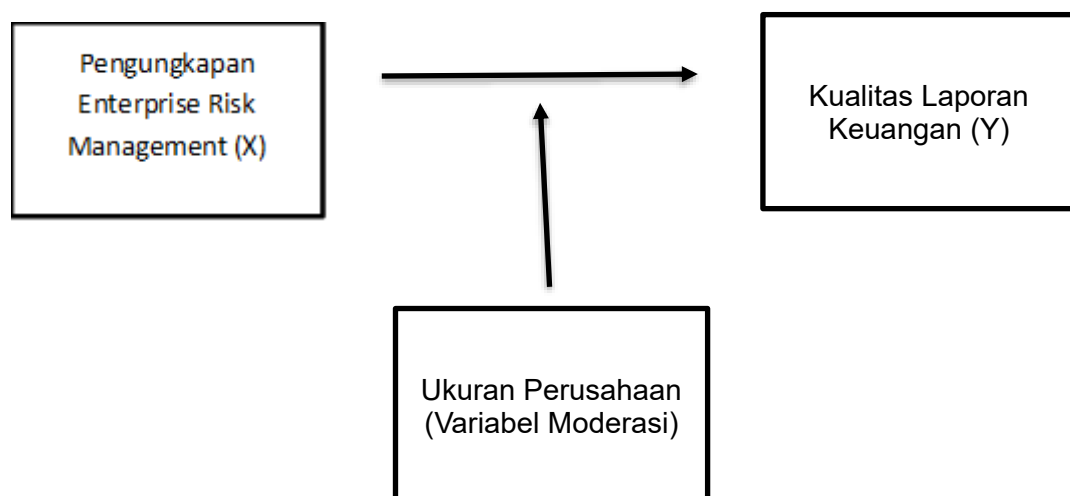 Pengungkapan
Enterprise Risk
Management (X)
Kualitas Laporan
Keuangan (Y)
Ukuran Perusahaan
(Variabel Moderasi)